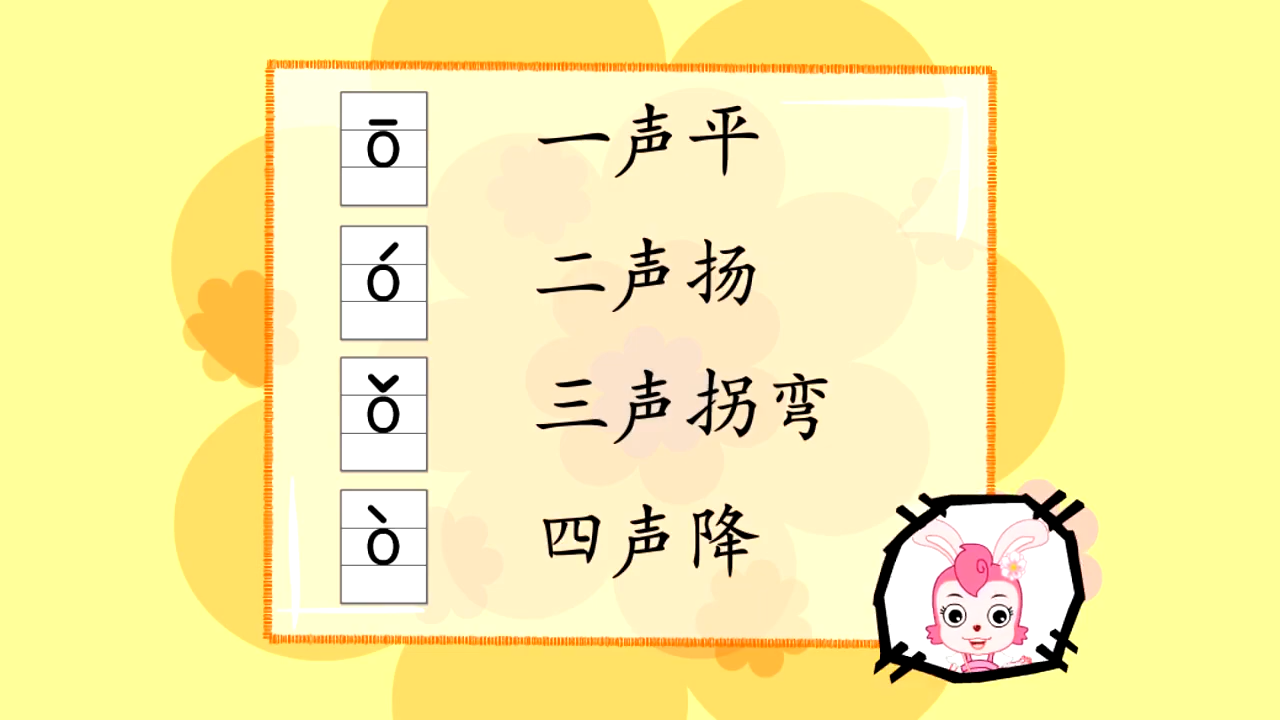 ō 一声平
ó 二声扬
ǒ 三声拐弯
ò 四声降